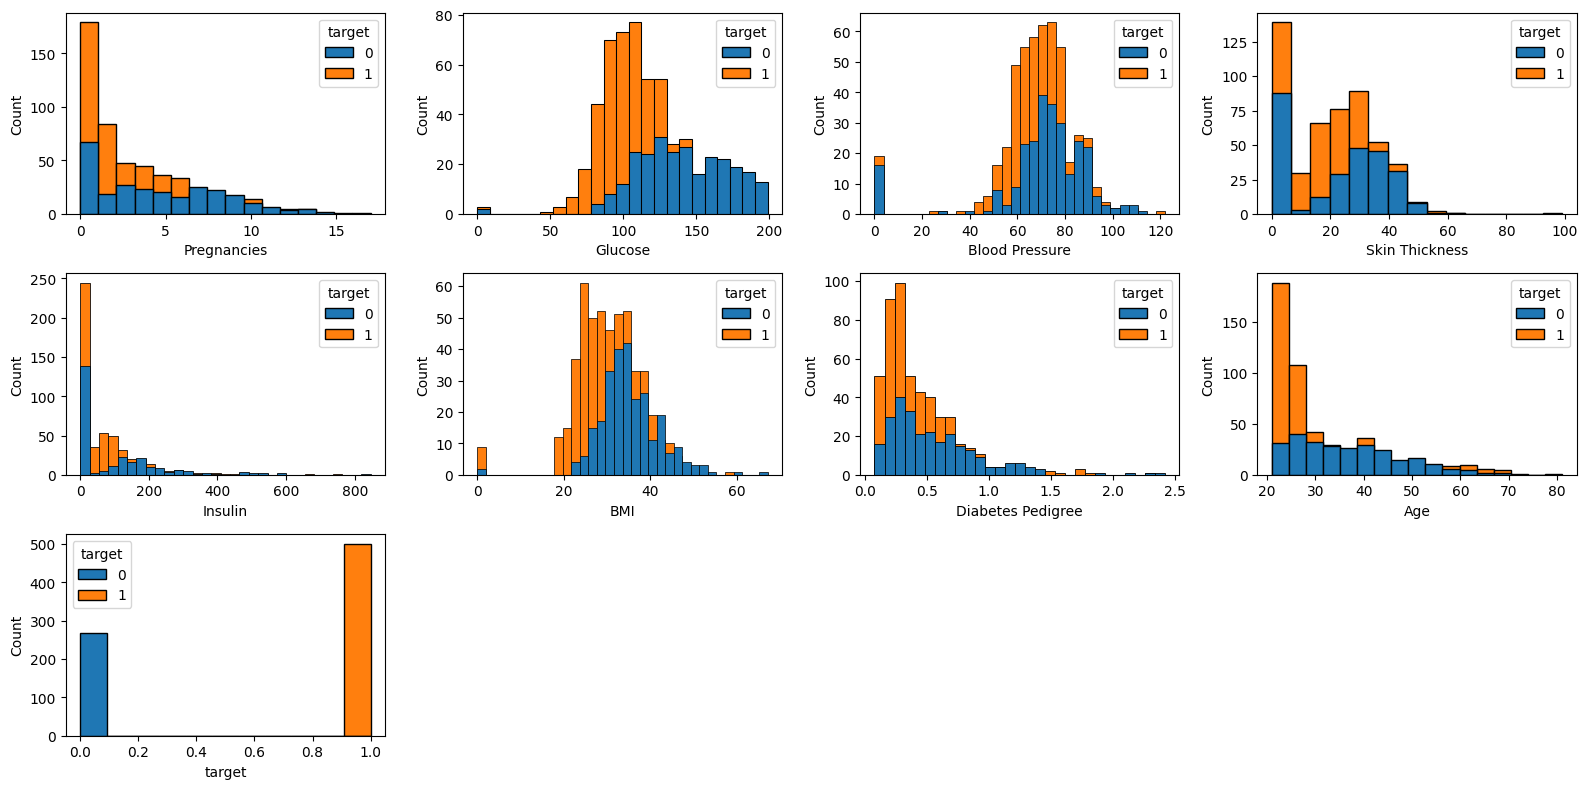 target
0
1
Count
150
100
50
0
0 5 10 15
Pregnancies
target
0
1
Count
80
60
40
20
0
0 50 100 150 200
Glucose
target
0
1
Count
60
50
40
30
20
10
0
0 20 40 60 80 100 120
Blood Pressure
target
0
1
Count
125
100
75
50
25
0
0 20 40 60 80 100
Skin Thickness
target
0
1
Count
250
200
150
100
50
0
0 200 400 600 800
Insulin
target
0
1
Count
60
50
40
30
20
10
0
0 20 40 60
BMI
target
0
1
Count
100
80
60
40
20
0
0.0 0.5 1.0 1.5 2.0 2.5
Diabetes Pedigree
target
0
1
Count
150
100
50
0
20 30 40 50 60 70 80
Age
target
0
1
Count
500
400
300
200
100
0
0.0 0.2 0.4 0.6 0.8 1.0
target